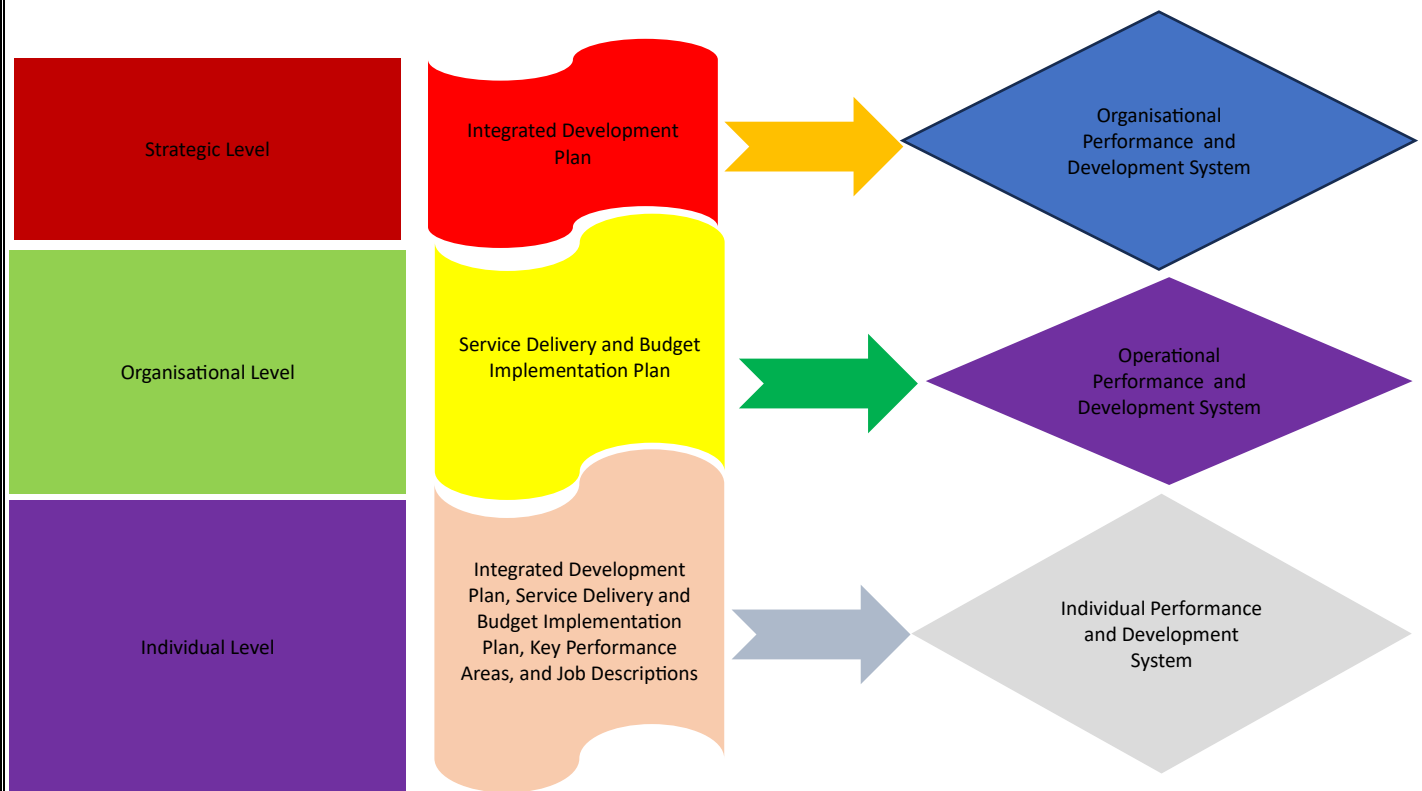 Strategic Level
Integrated Development
Plan
Organisational
Performance and
Development System
Organisational Level
Service Delivery and Budget
Implementation Plan
Operational
Performance and
Development System
Individual Level
Integrated Development
Plan, Service Delivery and
Budget Implementation
Plan, Key Performance
Areas, and Job Descriptions
Individual Performance
and Development
System